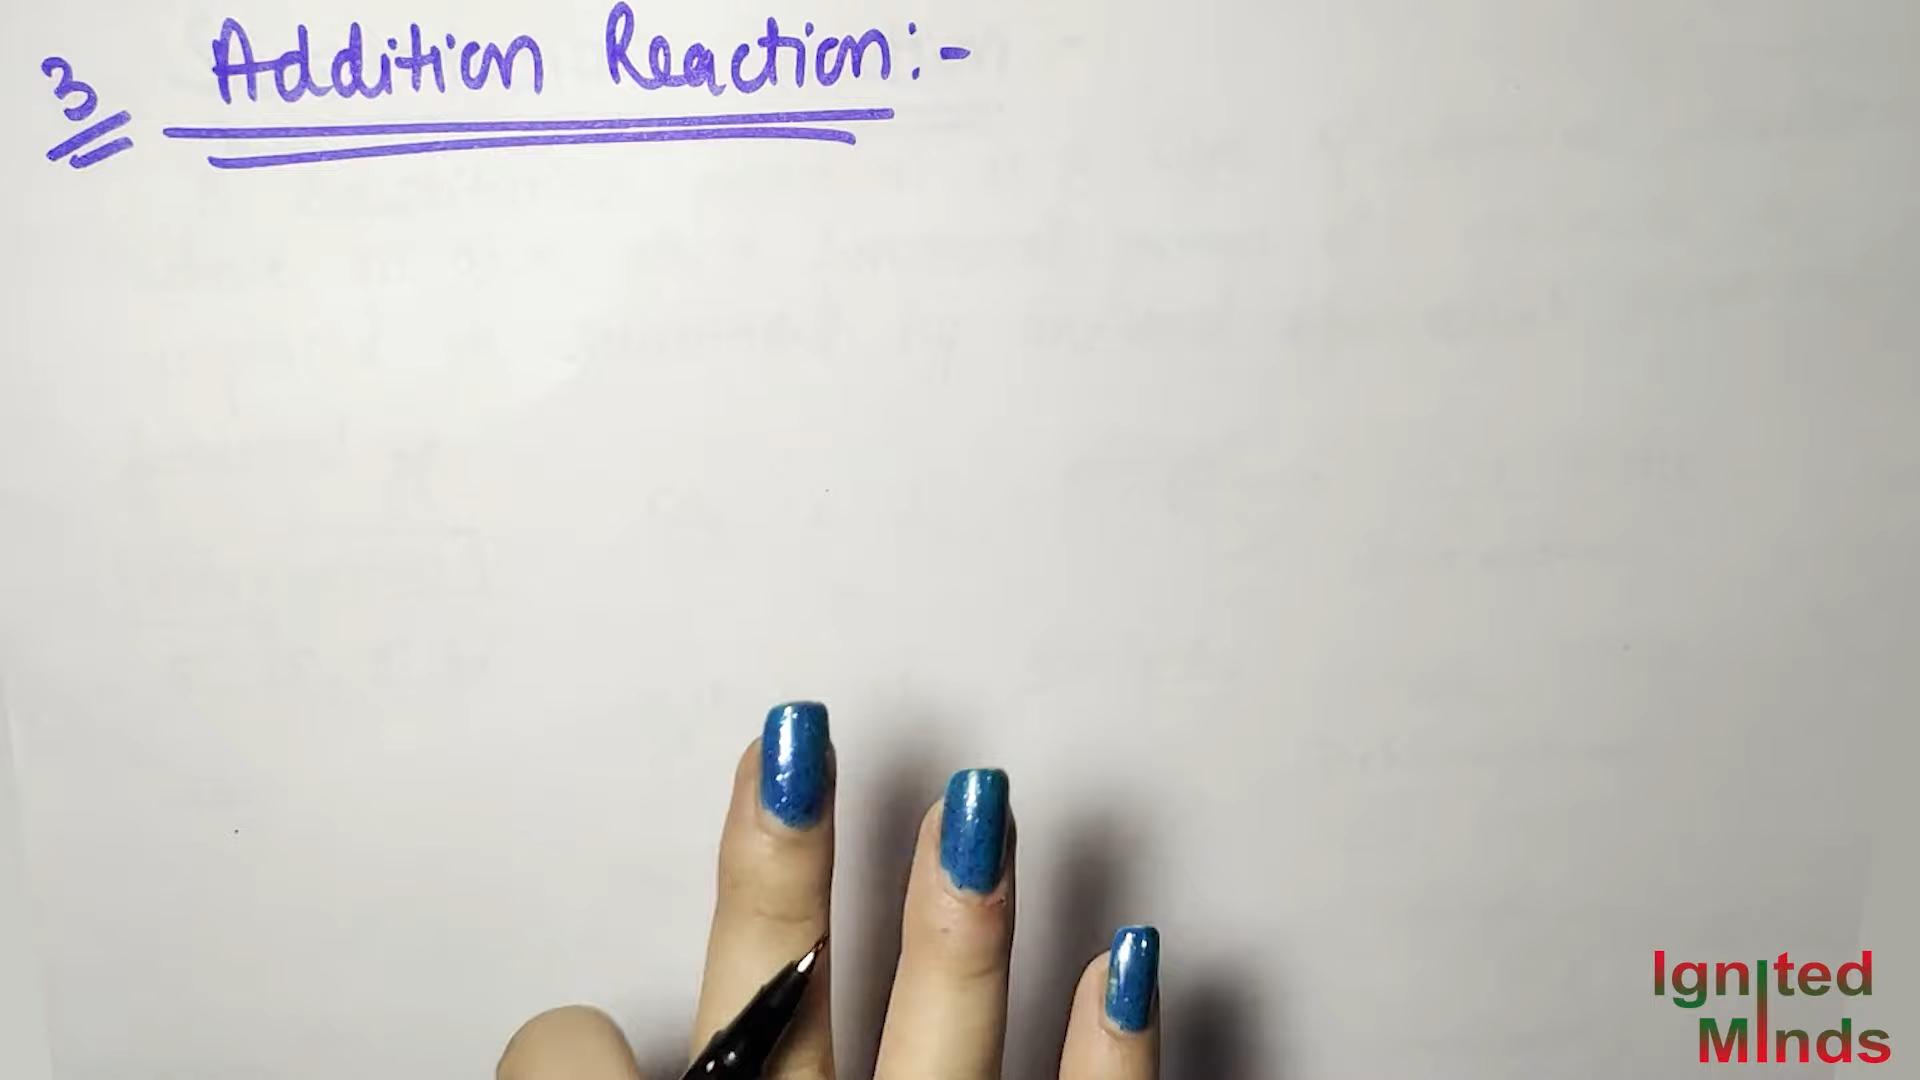 3 Addition Reaction:-
Ignited
Minds